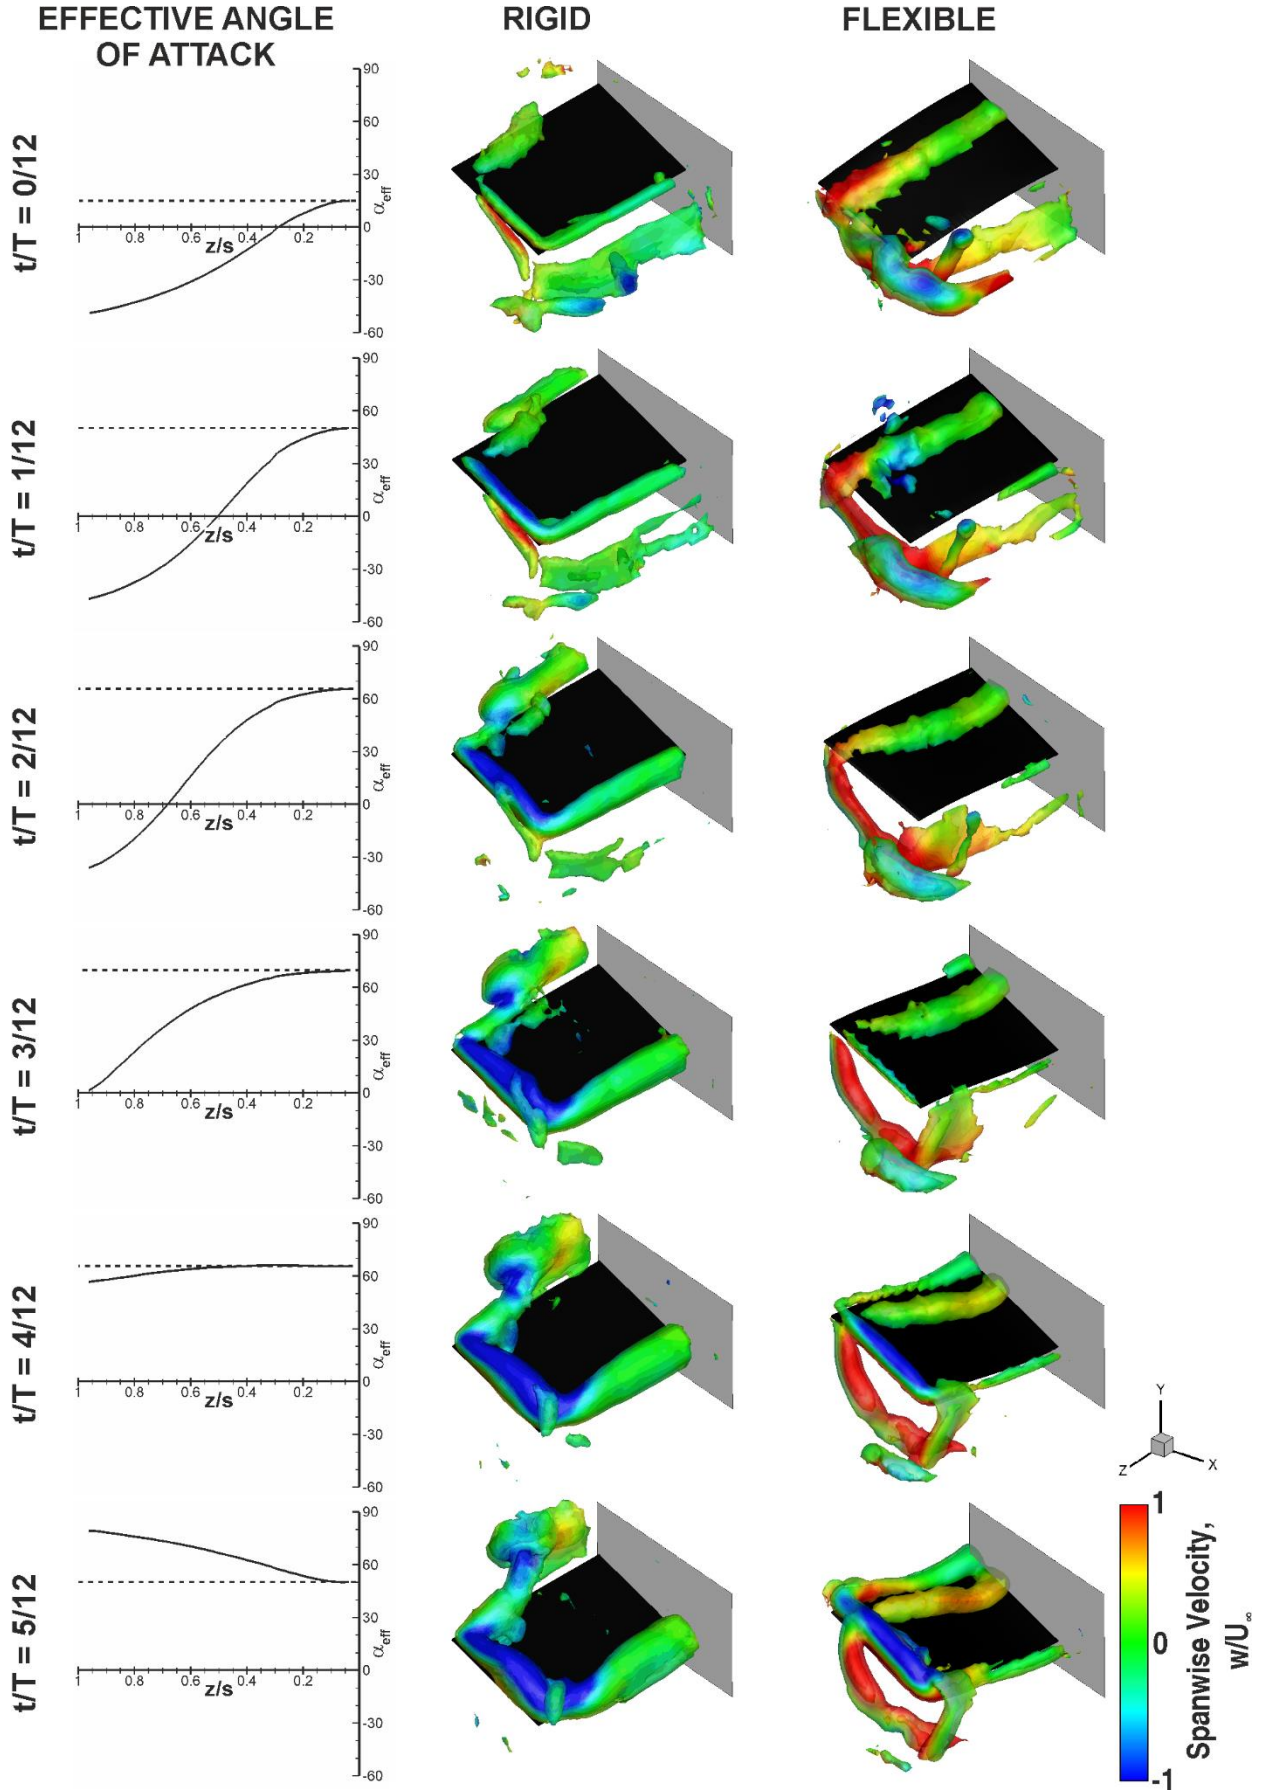 EFFECTIVE ANGLE
OF ATTACK
RIGID
FLEXIBLE
t/T = 0/12
90
60
30
0
-30
-60
α_eff
1 0.8 0.6 0.4 0.2
z/s
t/T = 1/12
90
60
30
0
-30
-60
α_eff
1 0.8 0.6 0.4 0.2
z/s
t/T = 2/12
90
60
30
0
-30
-60
α_eff
1 0.8 0.6 0.4 0.2
z/s
t/T = 3/12
90
60
30
0
-30
-60
α_eff
1 0.8 0.6 0.4 0.2
z/s
t/T = 4/12
90
60
30
0
-30
-60
α_eff
1 0.8 0.6 0.4 0.2
z/s
t/T = 5/12
90
60
30
0
-30
-60
α_eff
1 0.8 0.6 0.4 0.2
z/s
Y
Z
X
1
0
-1
Spanwise Velocity,
w/U_∞